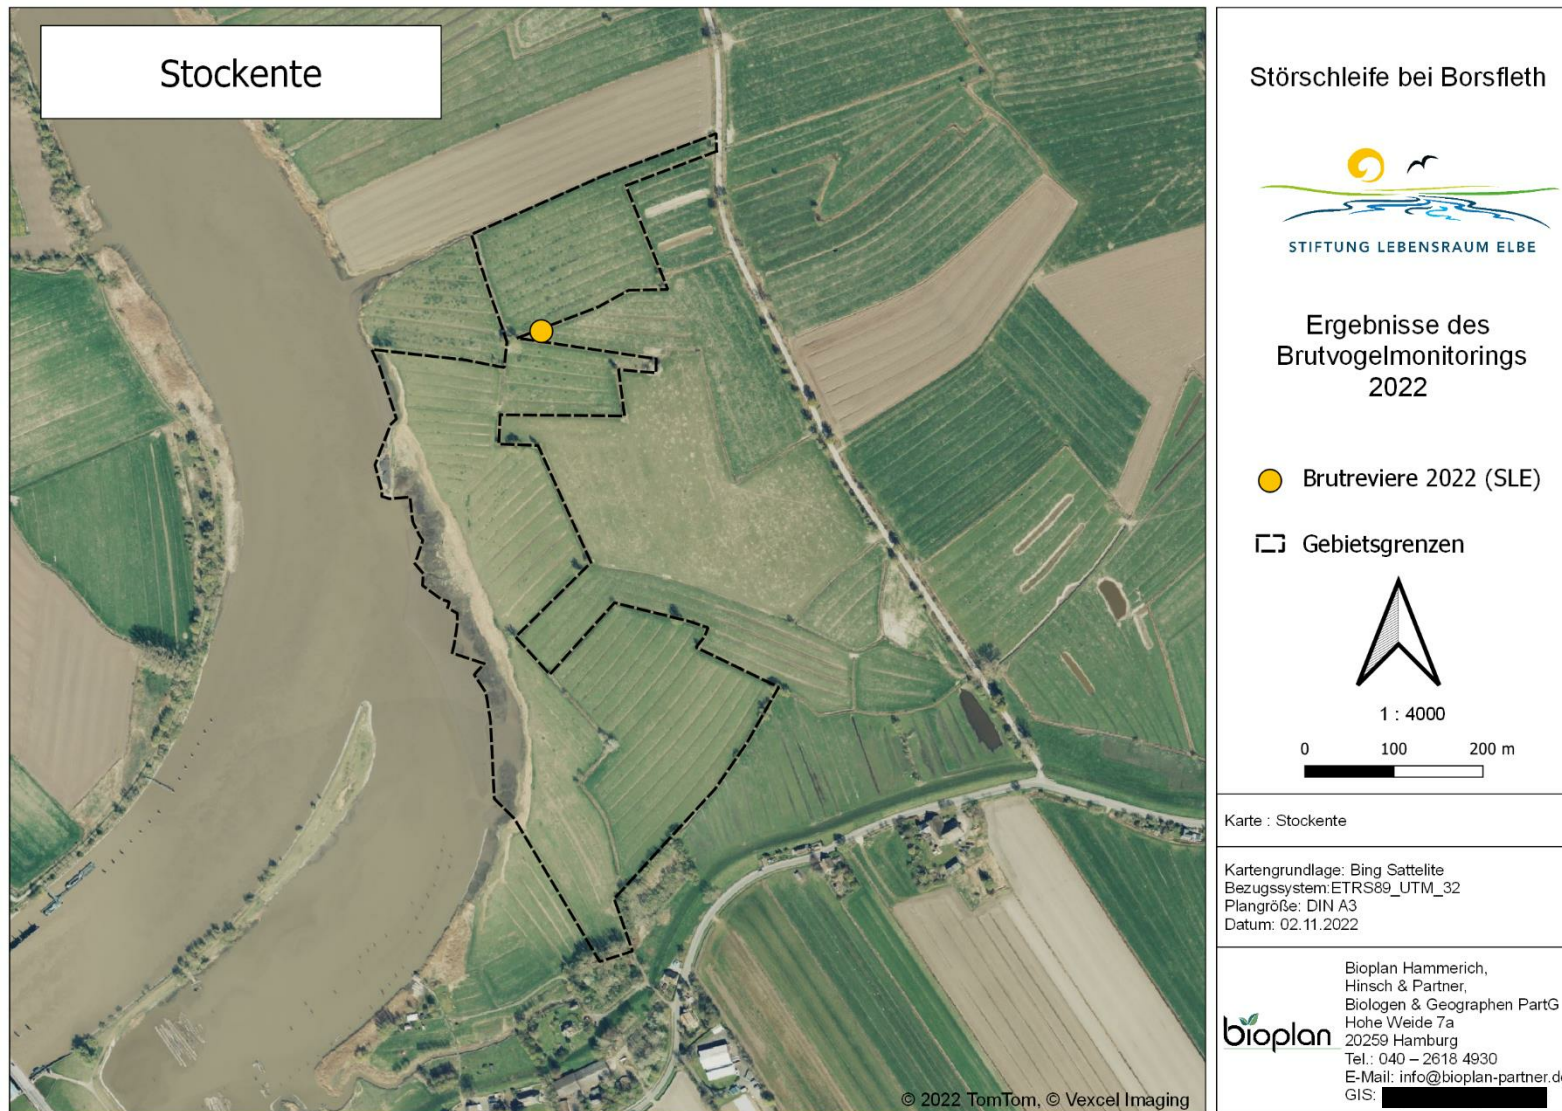 Stockente
Störschleife bei Borsfleth
STIFTUNG LEBENSRAUM ELBE
Ergebnisse des
Brutvogelmonitorings
2022
Brutreviere 2022 (SLE)
Gebietsgrenzen
1 : 4000
0 100 200 m
Karte : Stockente
Kartengrundlage: Bing Sattelite
Bezugssystem:ETRS89_UTM_32
Plangröße: DIN A3
Datum: 02.11.2022
bioplan
Bioplan Hammerich,
Hinsch & Partner,
Biologen & Geographen PartG
Hohe Weide 7a
20259 Hamburg
Tel.: 040 – 2618 4930
E-Mail: info@bioplan-partner.de
GIS:
© 2022 TomTom, © Vexcel Imaging